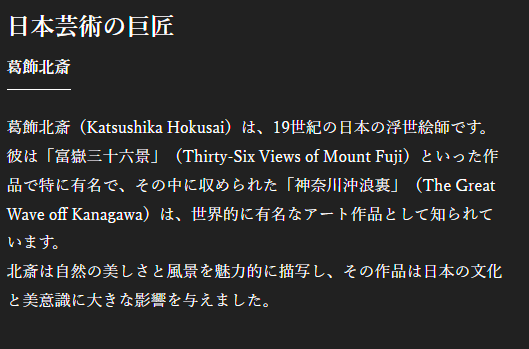 日本芸術の巨匠
葛飾北斎
葛飾北斎（Katsushika Hokusai）は、19世紀の日本の浮世絵師です。
彼は「富嶽三十六景」（Thirty-Six Views of Mount Fuji）といった作
品で特に有名で、その中に収められた「神奈川沖浪裏」（The Great
Wave off Kanagawa）は、世界的に有名なアート作品として知られて
います。
北斎は自然の美しさと風景を魅力的に描写し、その作品は日本の文化
と美意識に大きな影響を与えました。